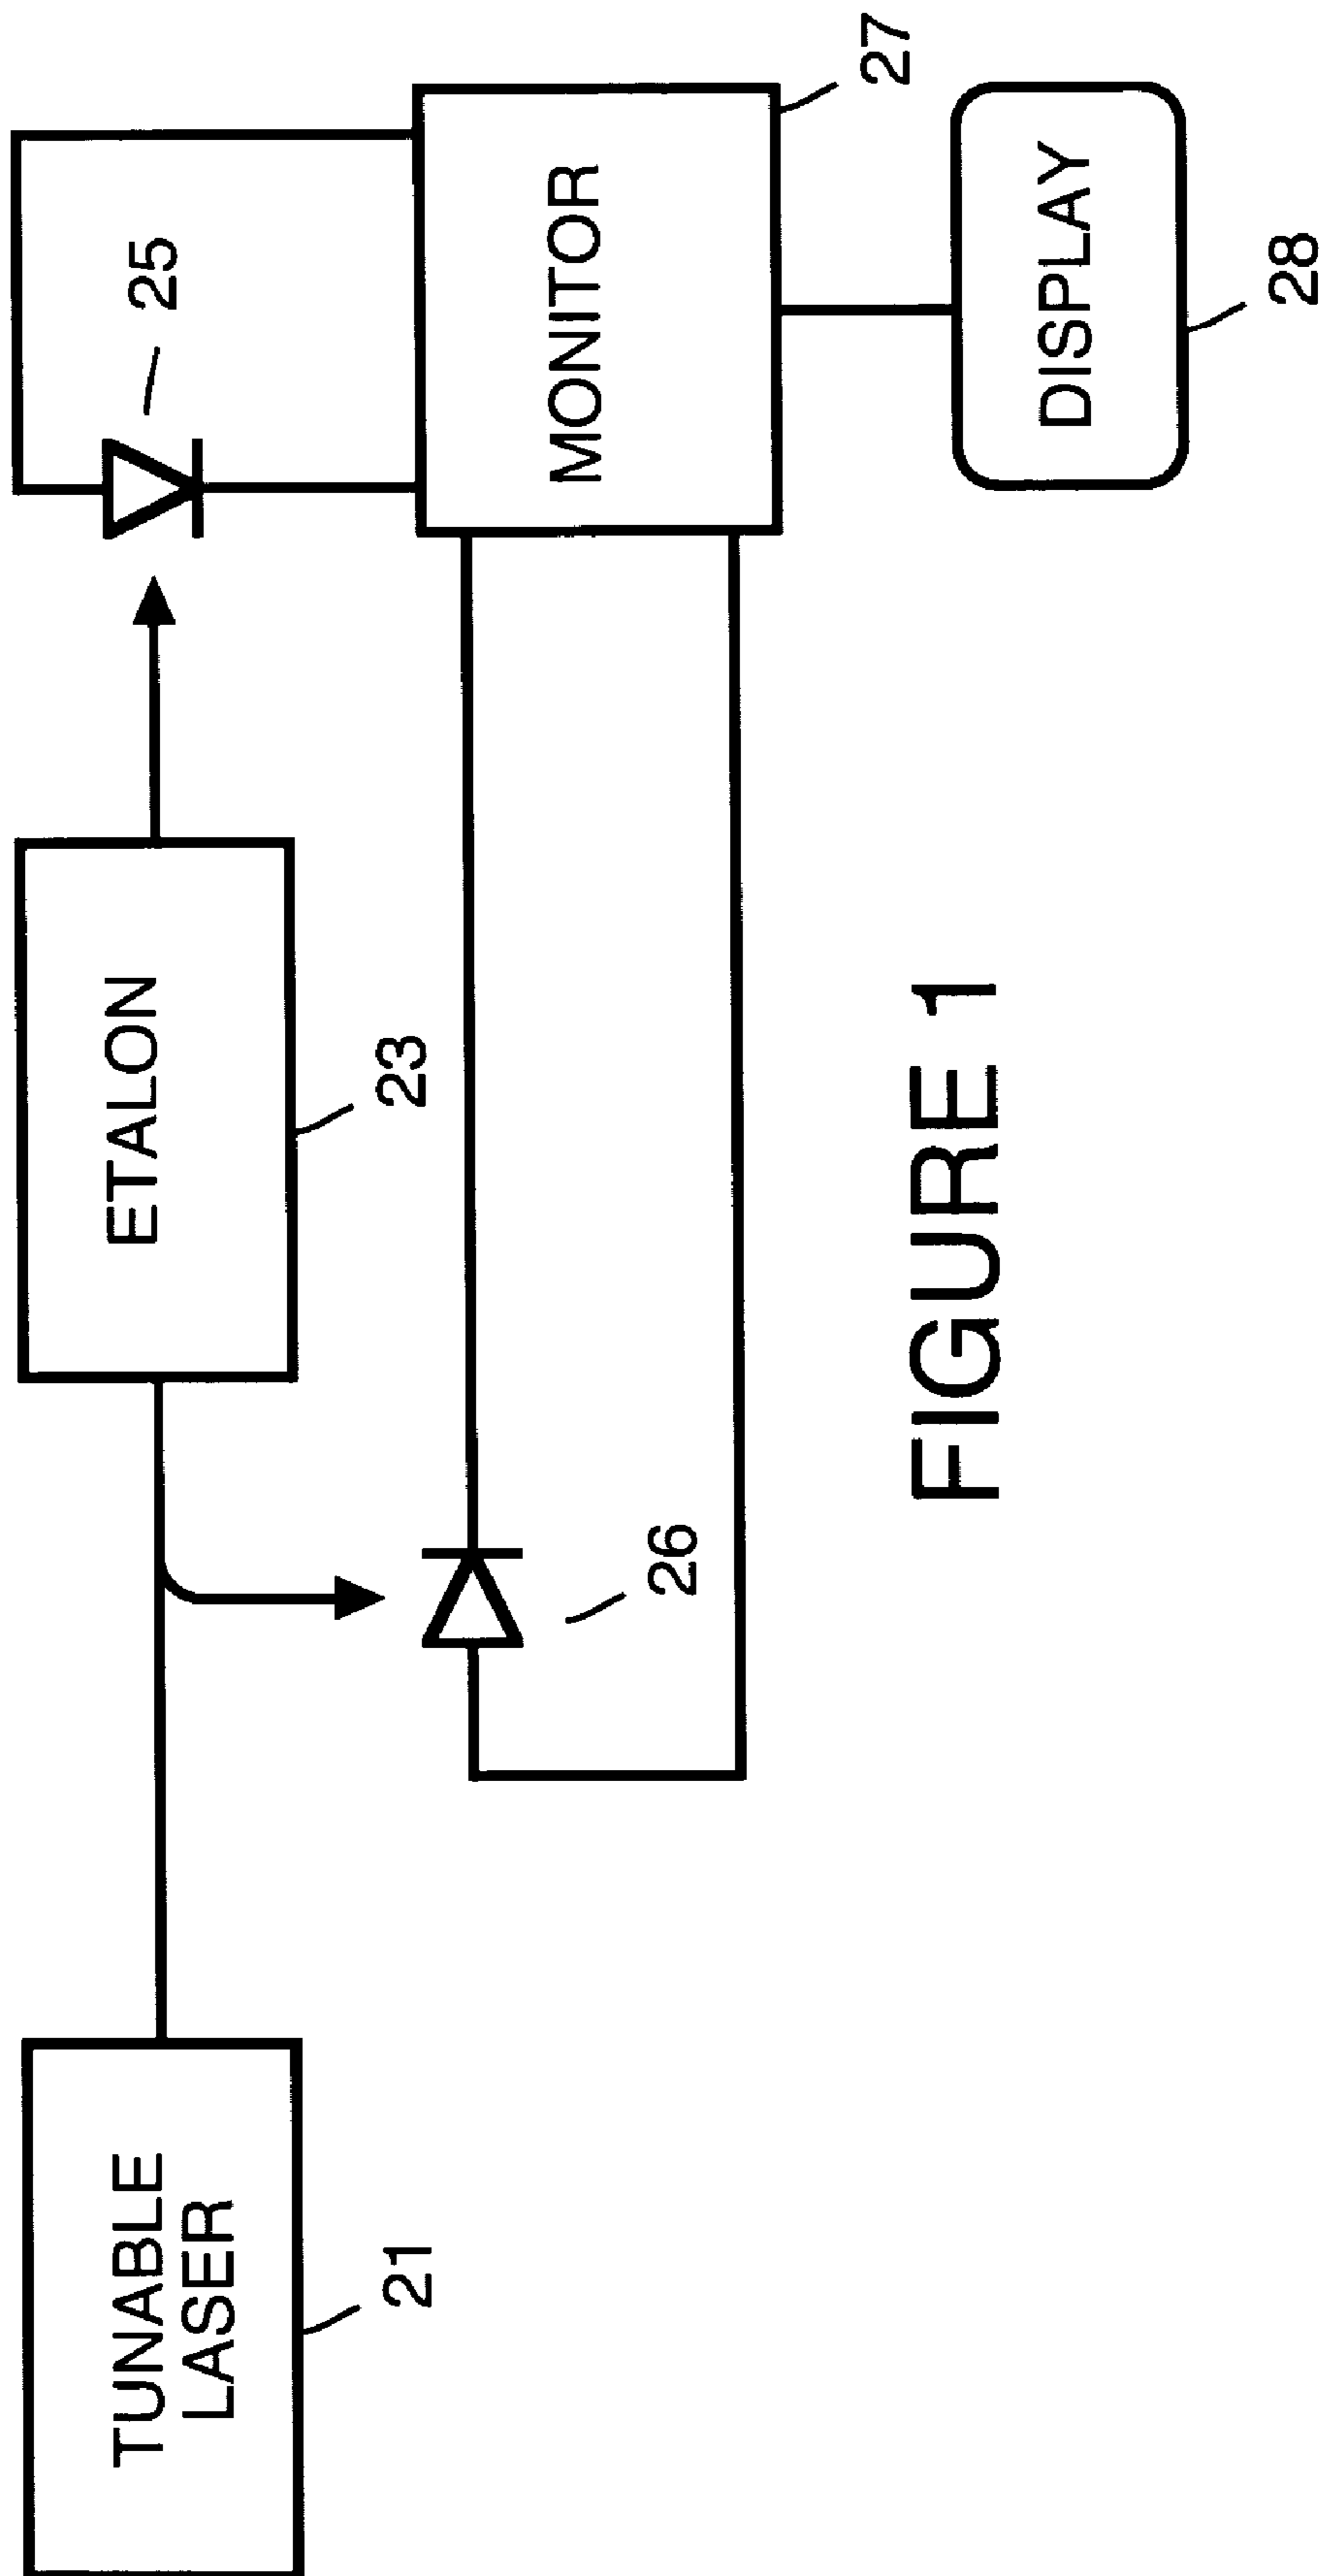 TUNABLE
LASER
21
ETALON
23
25
26
MONITOR
27
DISPLAY
28
FIGURE 1